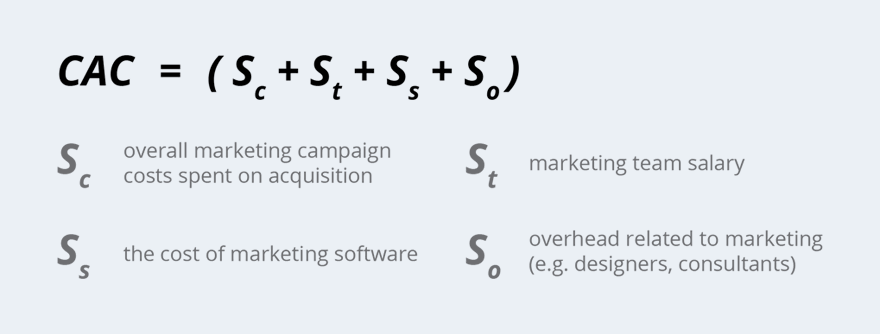 CAC = ( Sc + St + Ss + So )
Sc overall marketing campaign
costs spent on acquisition
St marketing team salary
Ss the cost of marketing software
So overhead related to marketing
(e.g. designers, consultants)